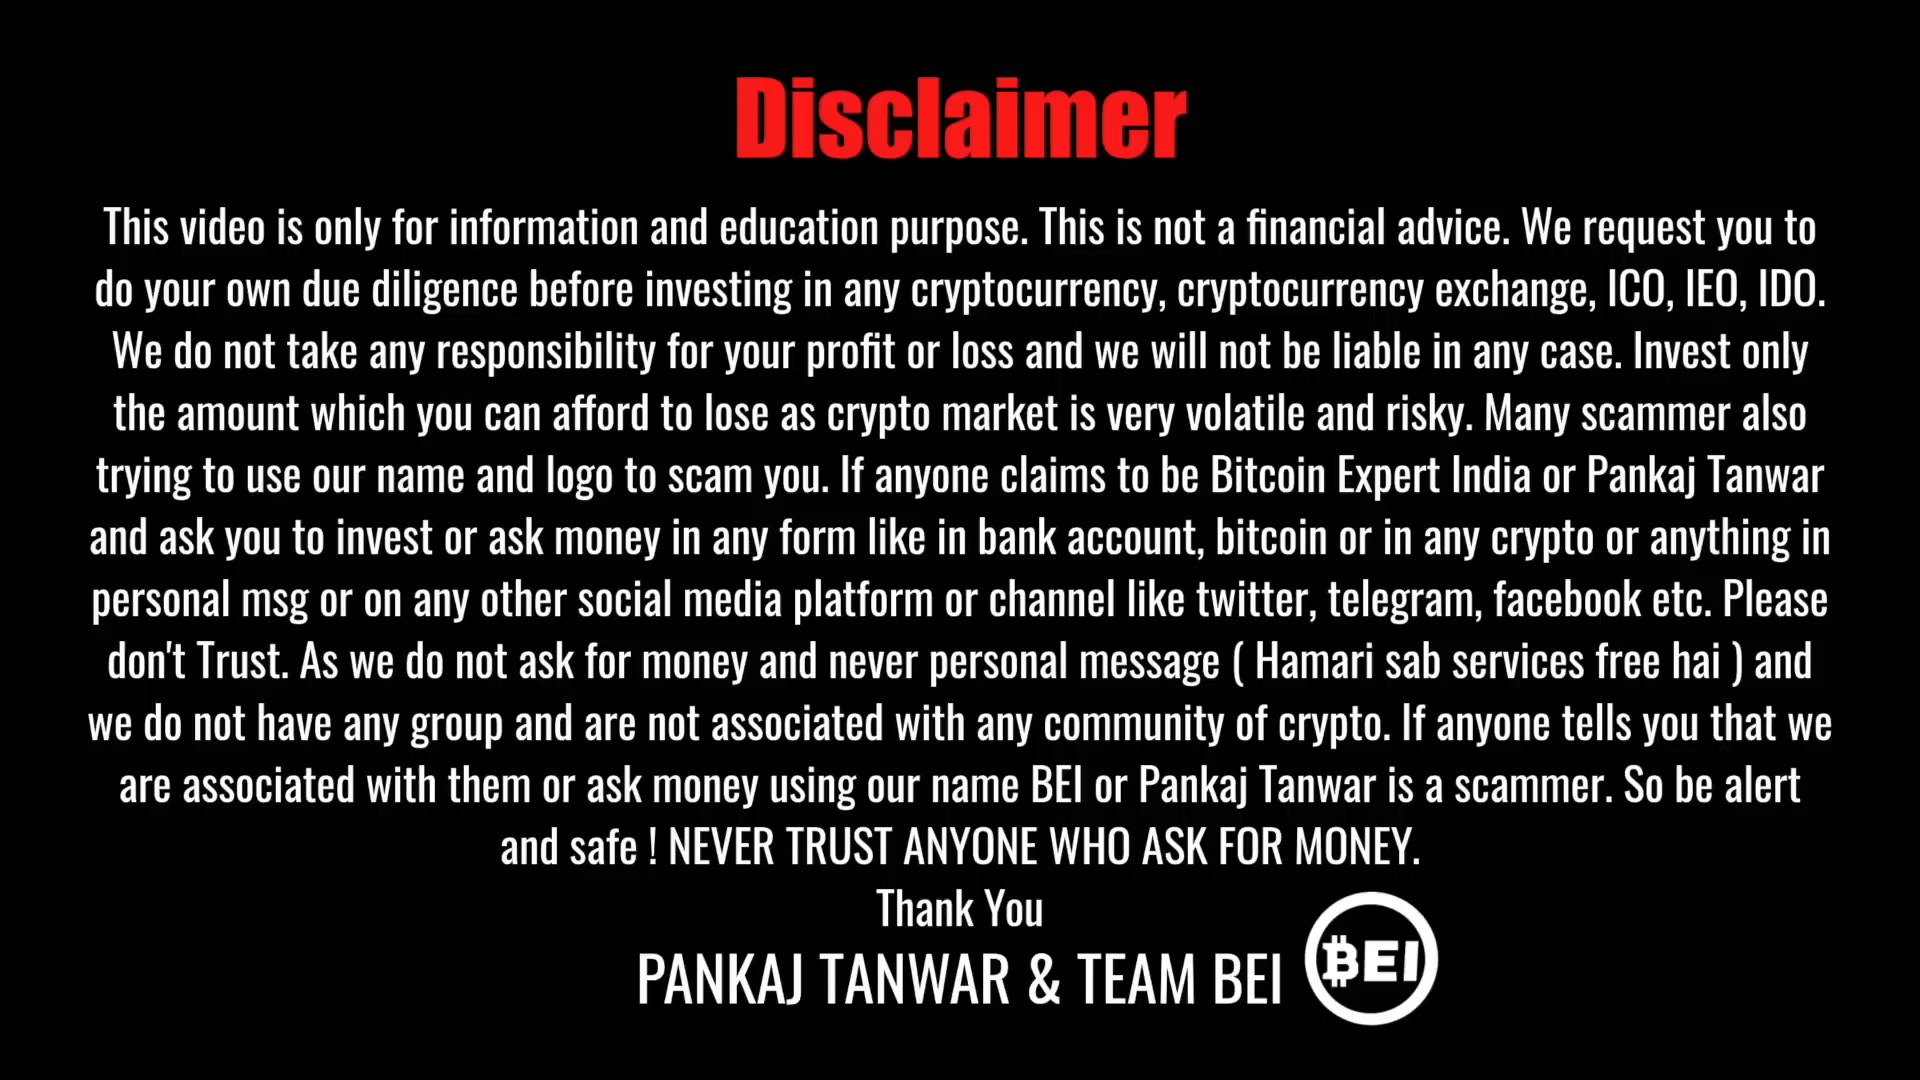 Disclaimer
This video is only for information and education purpose. This is not a financial advice. We request you to
do your own due diligence before investing in any cryptocurrency, cryptocurrency exchange, ICO, IEO, IDO.
We do not take any responsibility for your profit or loss and we will not be liable in any case. Invest only
the amount which you can afford to lose as crypto market is very volatile and risky. Many scammer also
trying to use our name and logo to scam you. If anyone claims to be Bitcoin Expert India or Pankaj Tanwar
and ask you to invest or ask money in any form like in bank account, bitcoin or in any crypto or anything in
personal msg or on any other social media platform or channel like twitter, telegram, facebook etc. Please
don't Trust. As we do not ask for money and never personal message ( Hamari sab services free hai ) and
we do not have any group and are not associated with any community of crypto. If anyone tells you that we
are associated with them or ask money using our name BEI or Pankaj Tanwar is a scammer. So be alert
and safe ! NEVER TRUST ANYONE WHO ASK FOR MONEY.
Thank You
PANKAJ TANWAR & TEAM BEI
BEI